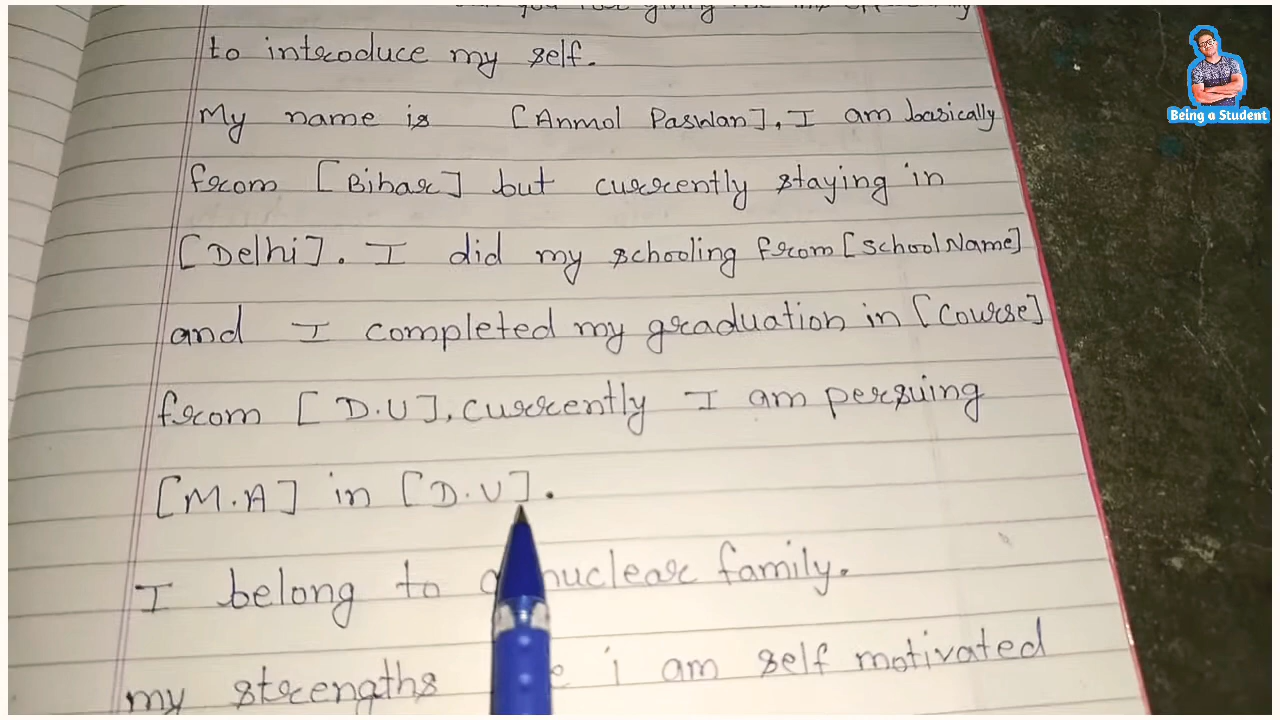 to introduce my self.
My name is [Anmol Paswan], I am basically
from [Bihar] but currently staying in
[Delhi]. I did my schooling from [School Name]
and I completed my graduation in [Course]
from [D.U], currently I am persuing
[M.A] in [D.U].
I belong to a nuclear family.
my strengths i am self motivated
Being a Student